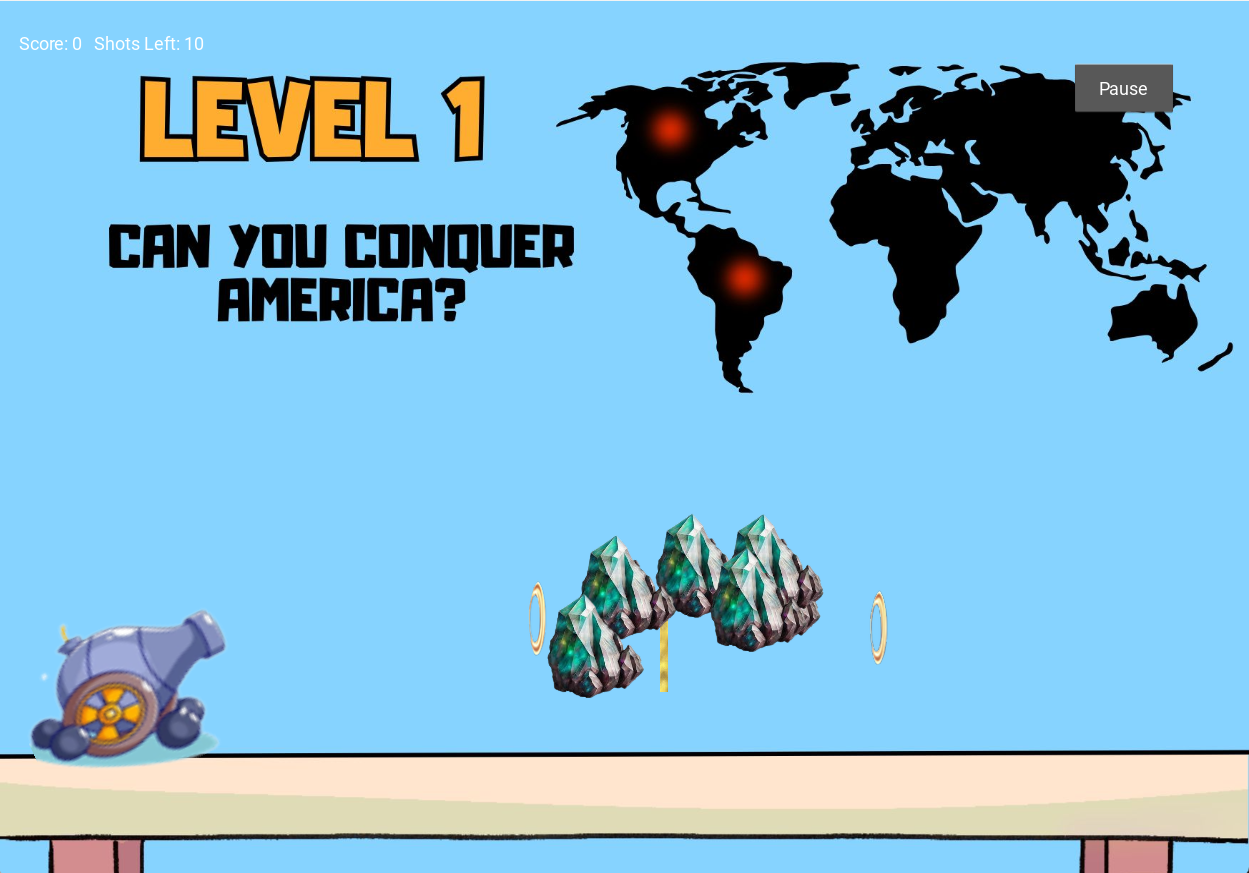 Score: 0 Shots Left: 10
LEVEL 1
Pause
CAN YOU CONQUER
AMERICA?